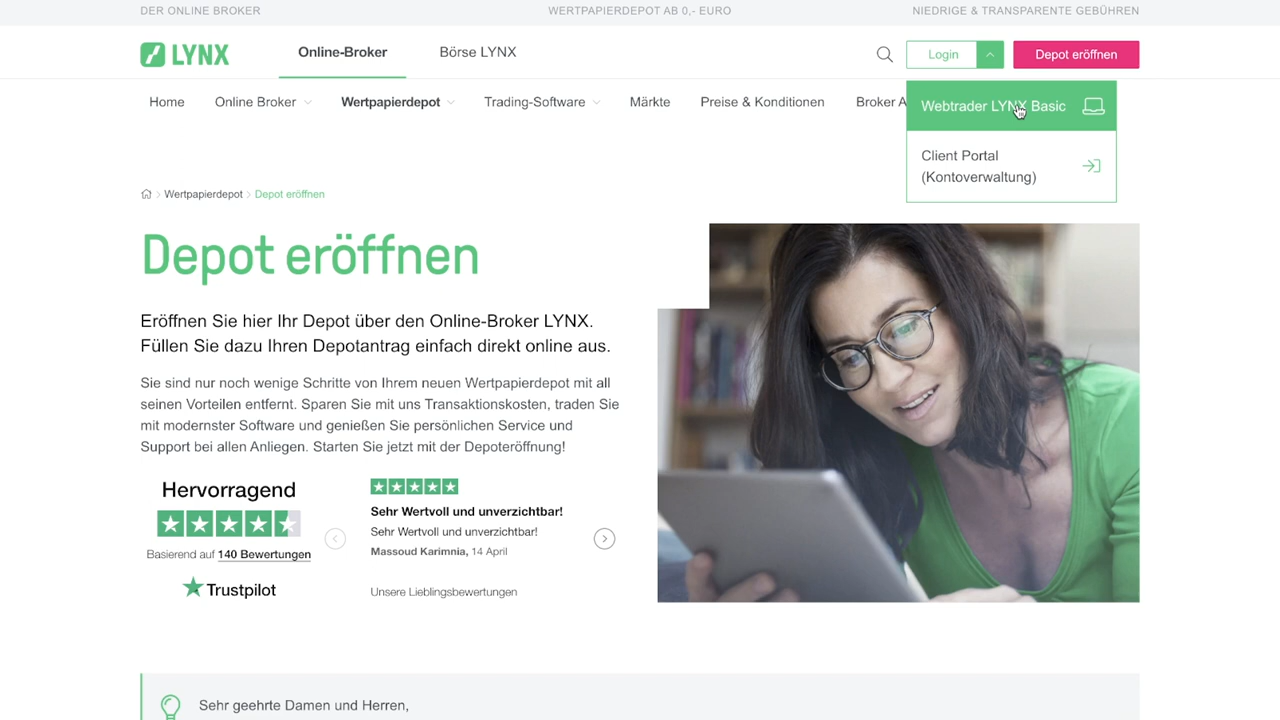 DER ONLINE BROKER
WERTPAPIERDEPOT AB 0,- EURO
NIEDRIGE & TRANSPARENTE GEBÜHREN
LYNX
Online-Broker
Börse LYNX
Login
Depot eröffnen
Home
Online Broker
Wertpapierdepot
Trading-Software
Märkte
Preise & Konditionen
Broker A
Webtrader LYNX Basic
Client Portal
(Kontoverwaltung)
Wertpapierdepot
Depot eröffnen
Depot eröffnen
Eröffnen Sie hier Ihr Depot über den Online-Broker LYNX.
Füllen Sie dazu Ihren Depotantrag einfach direkt online aus.
Sie sind nur noch wenige Schritte von Ihrem neuen Wertpapierdepot mit all
seinen Vorteilen entfernt. Sparen Sie mit uns Transaktionskosten, traden Sie
mit modernster Software und genießen Sie persönlichen Service und
Support bei allen Anliegen. Starten Sie jetzt mit der Depoteröffnung!
Hervorragend
Basierend auf 140 Bewertungen
Trustpilot
Sehr Wertvoll und unverzichtbar!
Sehr Wertvoll und unverzichtbar!
Massoud Karimnia, 14 April
Unsere Lieblingsbewertungen
Sehr geehrte Damen und Herren,